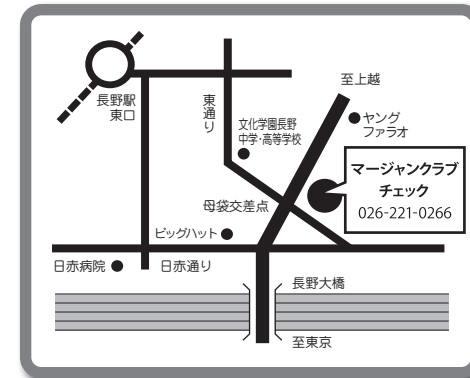 至上越
長野駅
東口
東通り
文化学園長野
中学・高等学校
ヤング
ファラオ
マージャンクラブ
チェック
026-221-0266
母袋交差点
ビッグハット
日赤病院
日赤通り
長野大橋
至東京